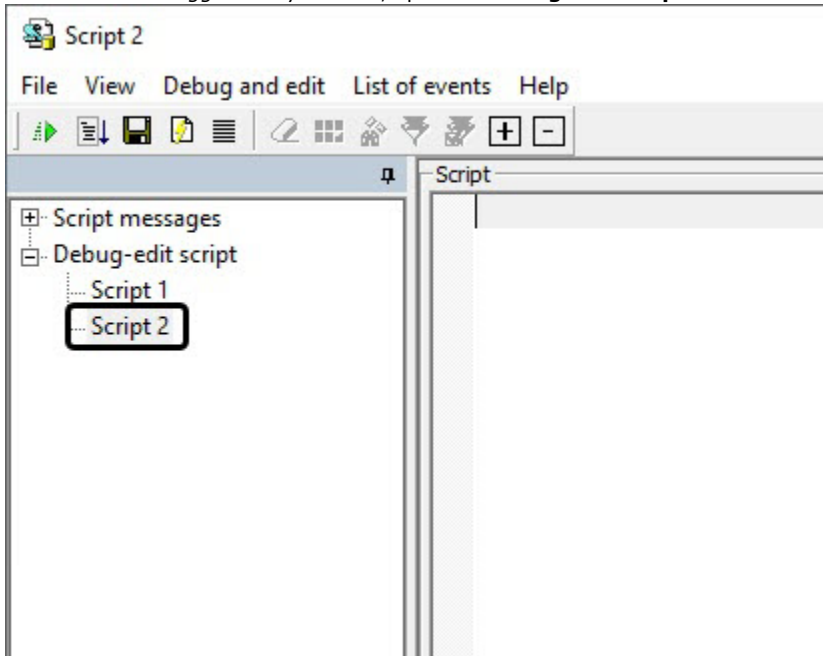 Script 2
File View Debug and edit List of events Help
Script
Script messages
Debug-edit script
Script 1
Script 2